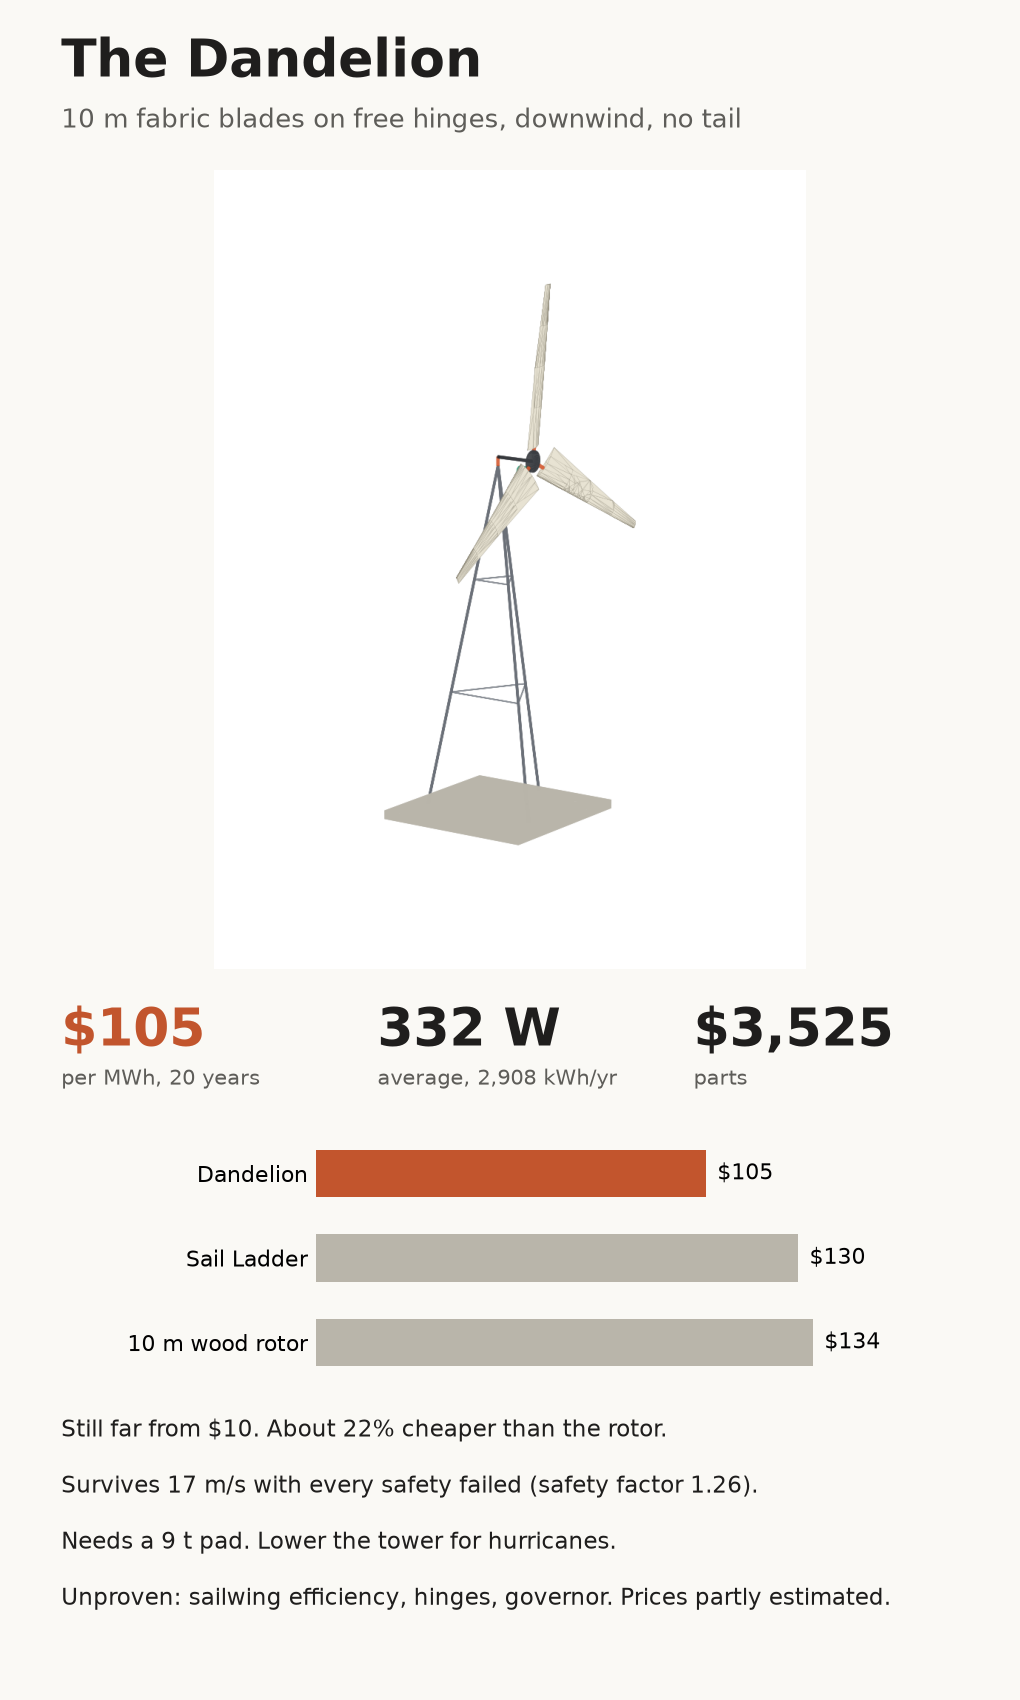 The Dandelion
10 m fabric blades on free hinges, downwind, no tail
$105
332 W
$3,525
per MWh, 20 years
average, 2,908 kWh/yr
parts
Dandelion
$105
Sail Ladder
$130
10 m wood rotor
$134
Still far from $10. About 22% cheaper than the rotor.
Survives 17 m/s with every safety failed (safety factor 1.26).
Needs a 9 t pad. Lower the tower for hurricanes.
Unproven: sailwing efficiency, hinges, governor. Prices partly estimated.